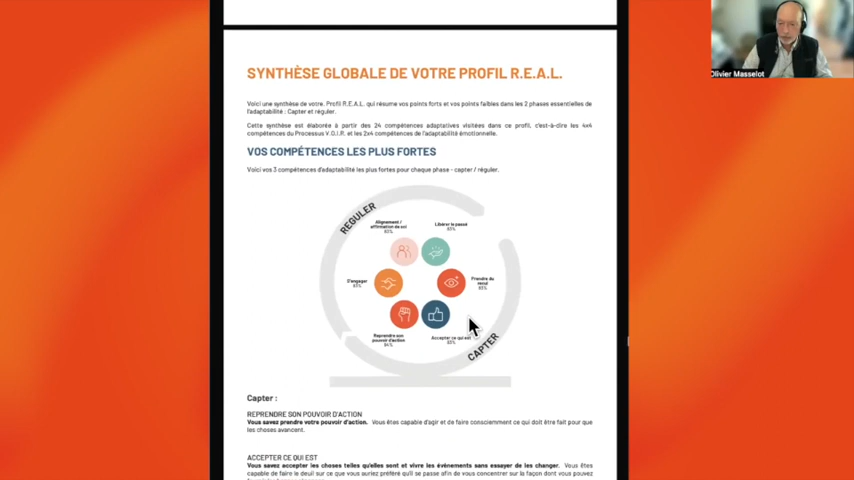 Olivier Masselot
SYNTHÈSE GLOBALE DE VOTRE PROFIL R.E.A.L.
Voici une synthèse de votre. Profil R.E.A.L. qui résume vos points forts et vos points faibles dans les 2 phases essentielles de
l'adaptabilité : Capter et réguler.
Cette synthèse est élaborée à partir des 24 compétences adaptatives visitées dans ce profil, c'est-à-dire les 4x4
compétences du Processus V.O.I.R. et les 2x4 compétences de l'adaptabilité émotionnelle.
VOS COMPÉTENCES LES PLUS FORTES
Voici vos 3 compétences d'adaptabilité les plus fortes pour chaque phase - capter / réguler.
RÉGULER
Alignement /
affirmation de soi
Libérer le passé
S'engager
Prendre du
recul
Reprendre son
pouvoir d'action
Accepter ce qui est
CAPTER
Capter :
REPRENDRE SON POUVOIR D'ACTION
Vous savez prendre votre pouvoir d'action. Vous êtes capable d'agir et de faire consciemment ce qui doit être fait pour que
les choses avancent.
ACCEPTER CE QUI EST
Vous savez accepter les choses telles qu'elles sont et vivre les évènements sans essayer de les changer. Vous êtes
capable de faire le deuil sur ce que vous auriez préféré qu'il se passe afin de vous concentrer sur la façon dont vous pouvez